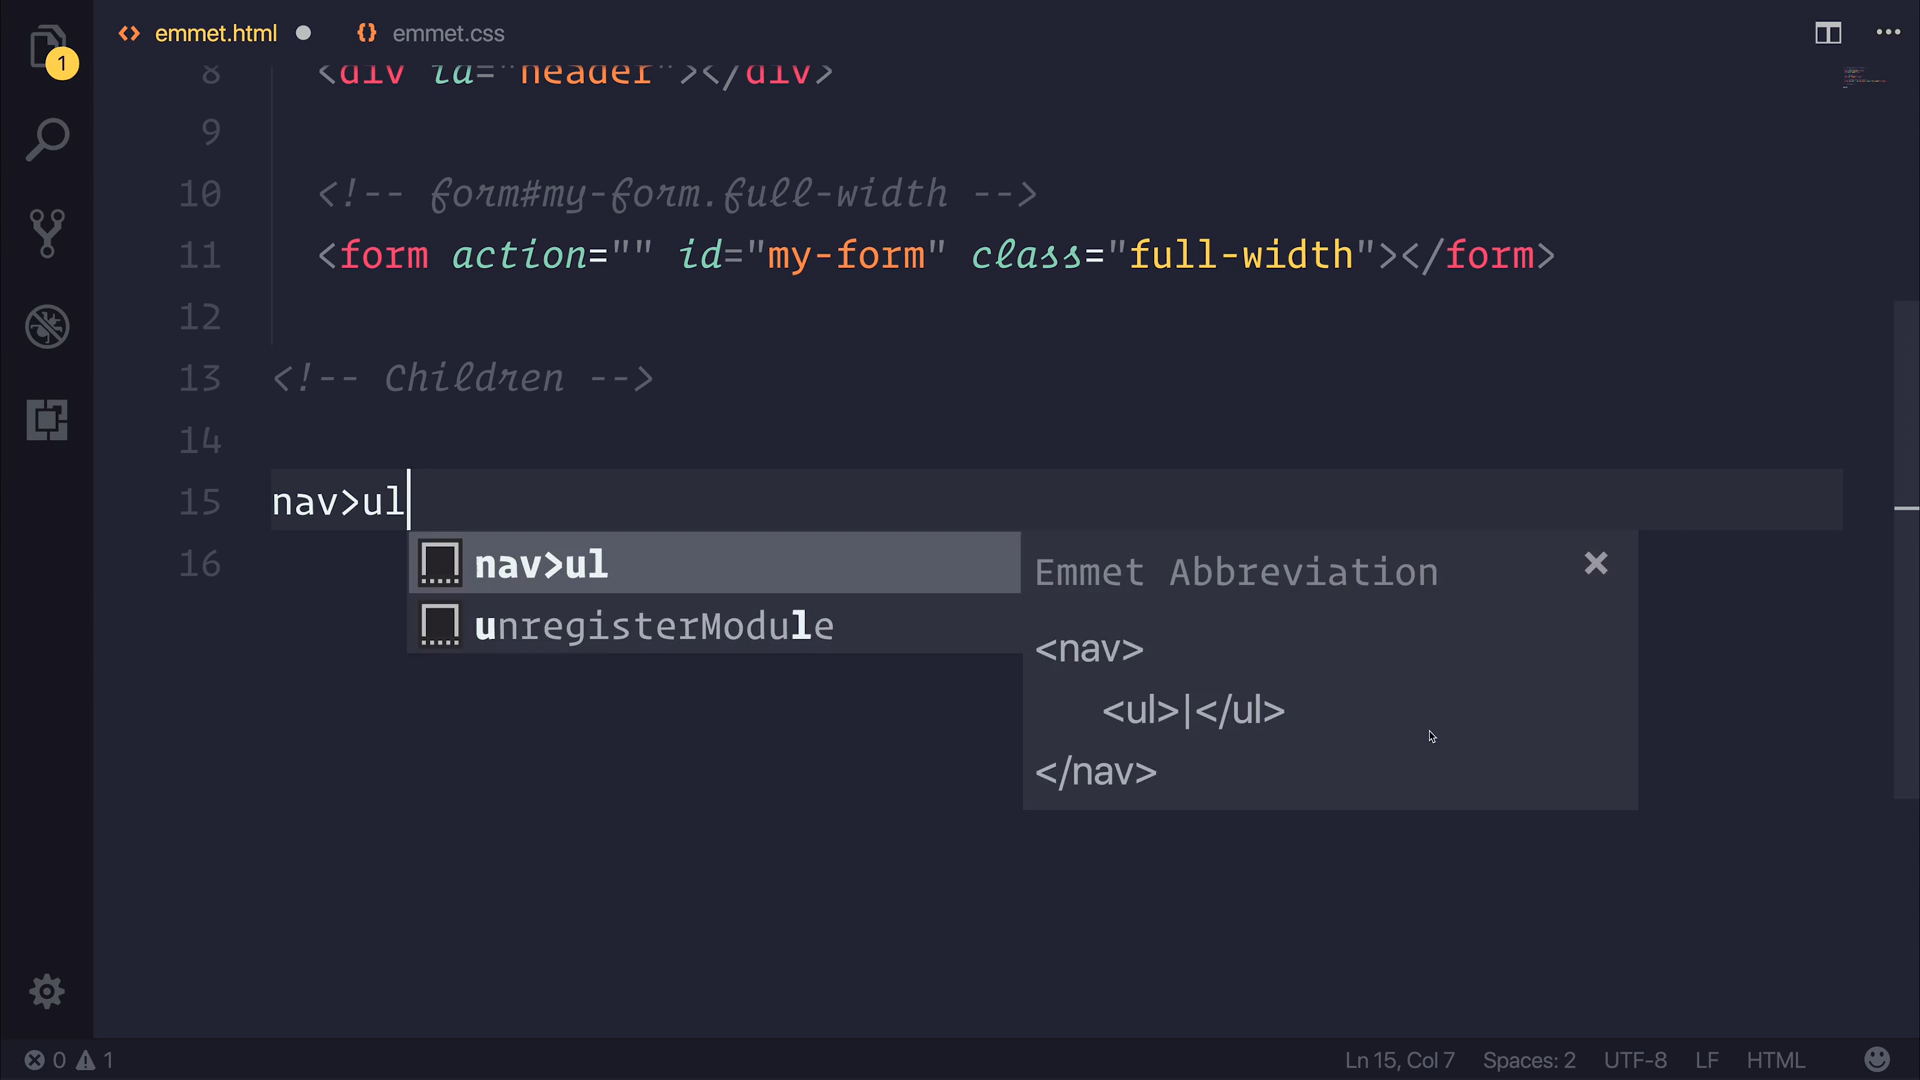 1
emmet.html
emmet.css
8 <div id="header"></div>
9
10 <!-- form#my-form.full-width -->
11 <form action="" id="my-form" class="full-width"></form>
12
13 <!-- Children -->
14
15 nav>ul
16
nav>ul
unregisterModule
Emmet Abbreviation
<nav>
<ul>|</ul>
</nav>
0 1
Ln 15, Col 7 Spaces: 2 UTF-8 LF HTML